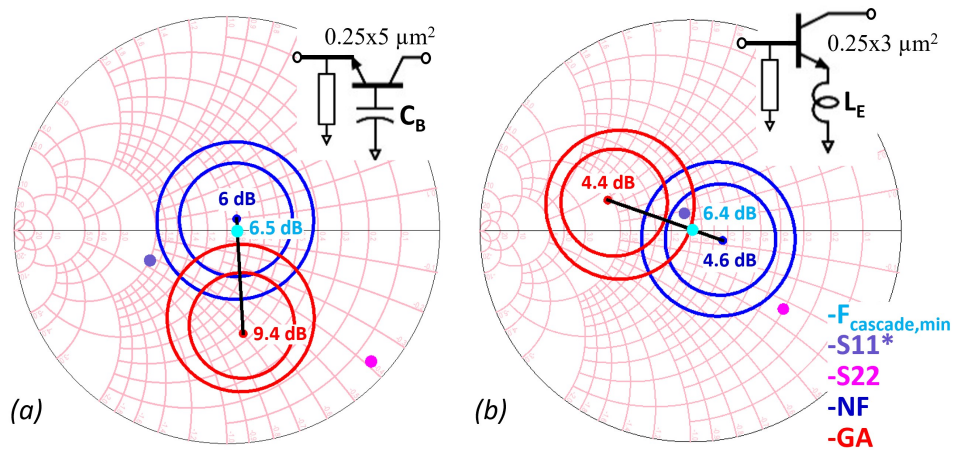 0.25x5 µm²
C_B
6 dB
6.5 dB
9.4 dB
(a)
0.25x3 µm²
L_E
4.4 dB
6.4 dB
4.6 dB
(b)
-F_cascade,min
-S11*
-S22
-NF
-GA